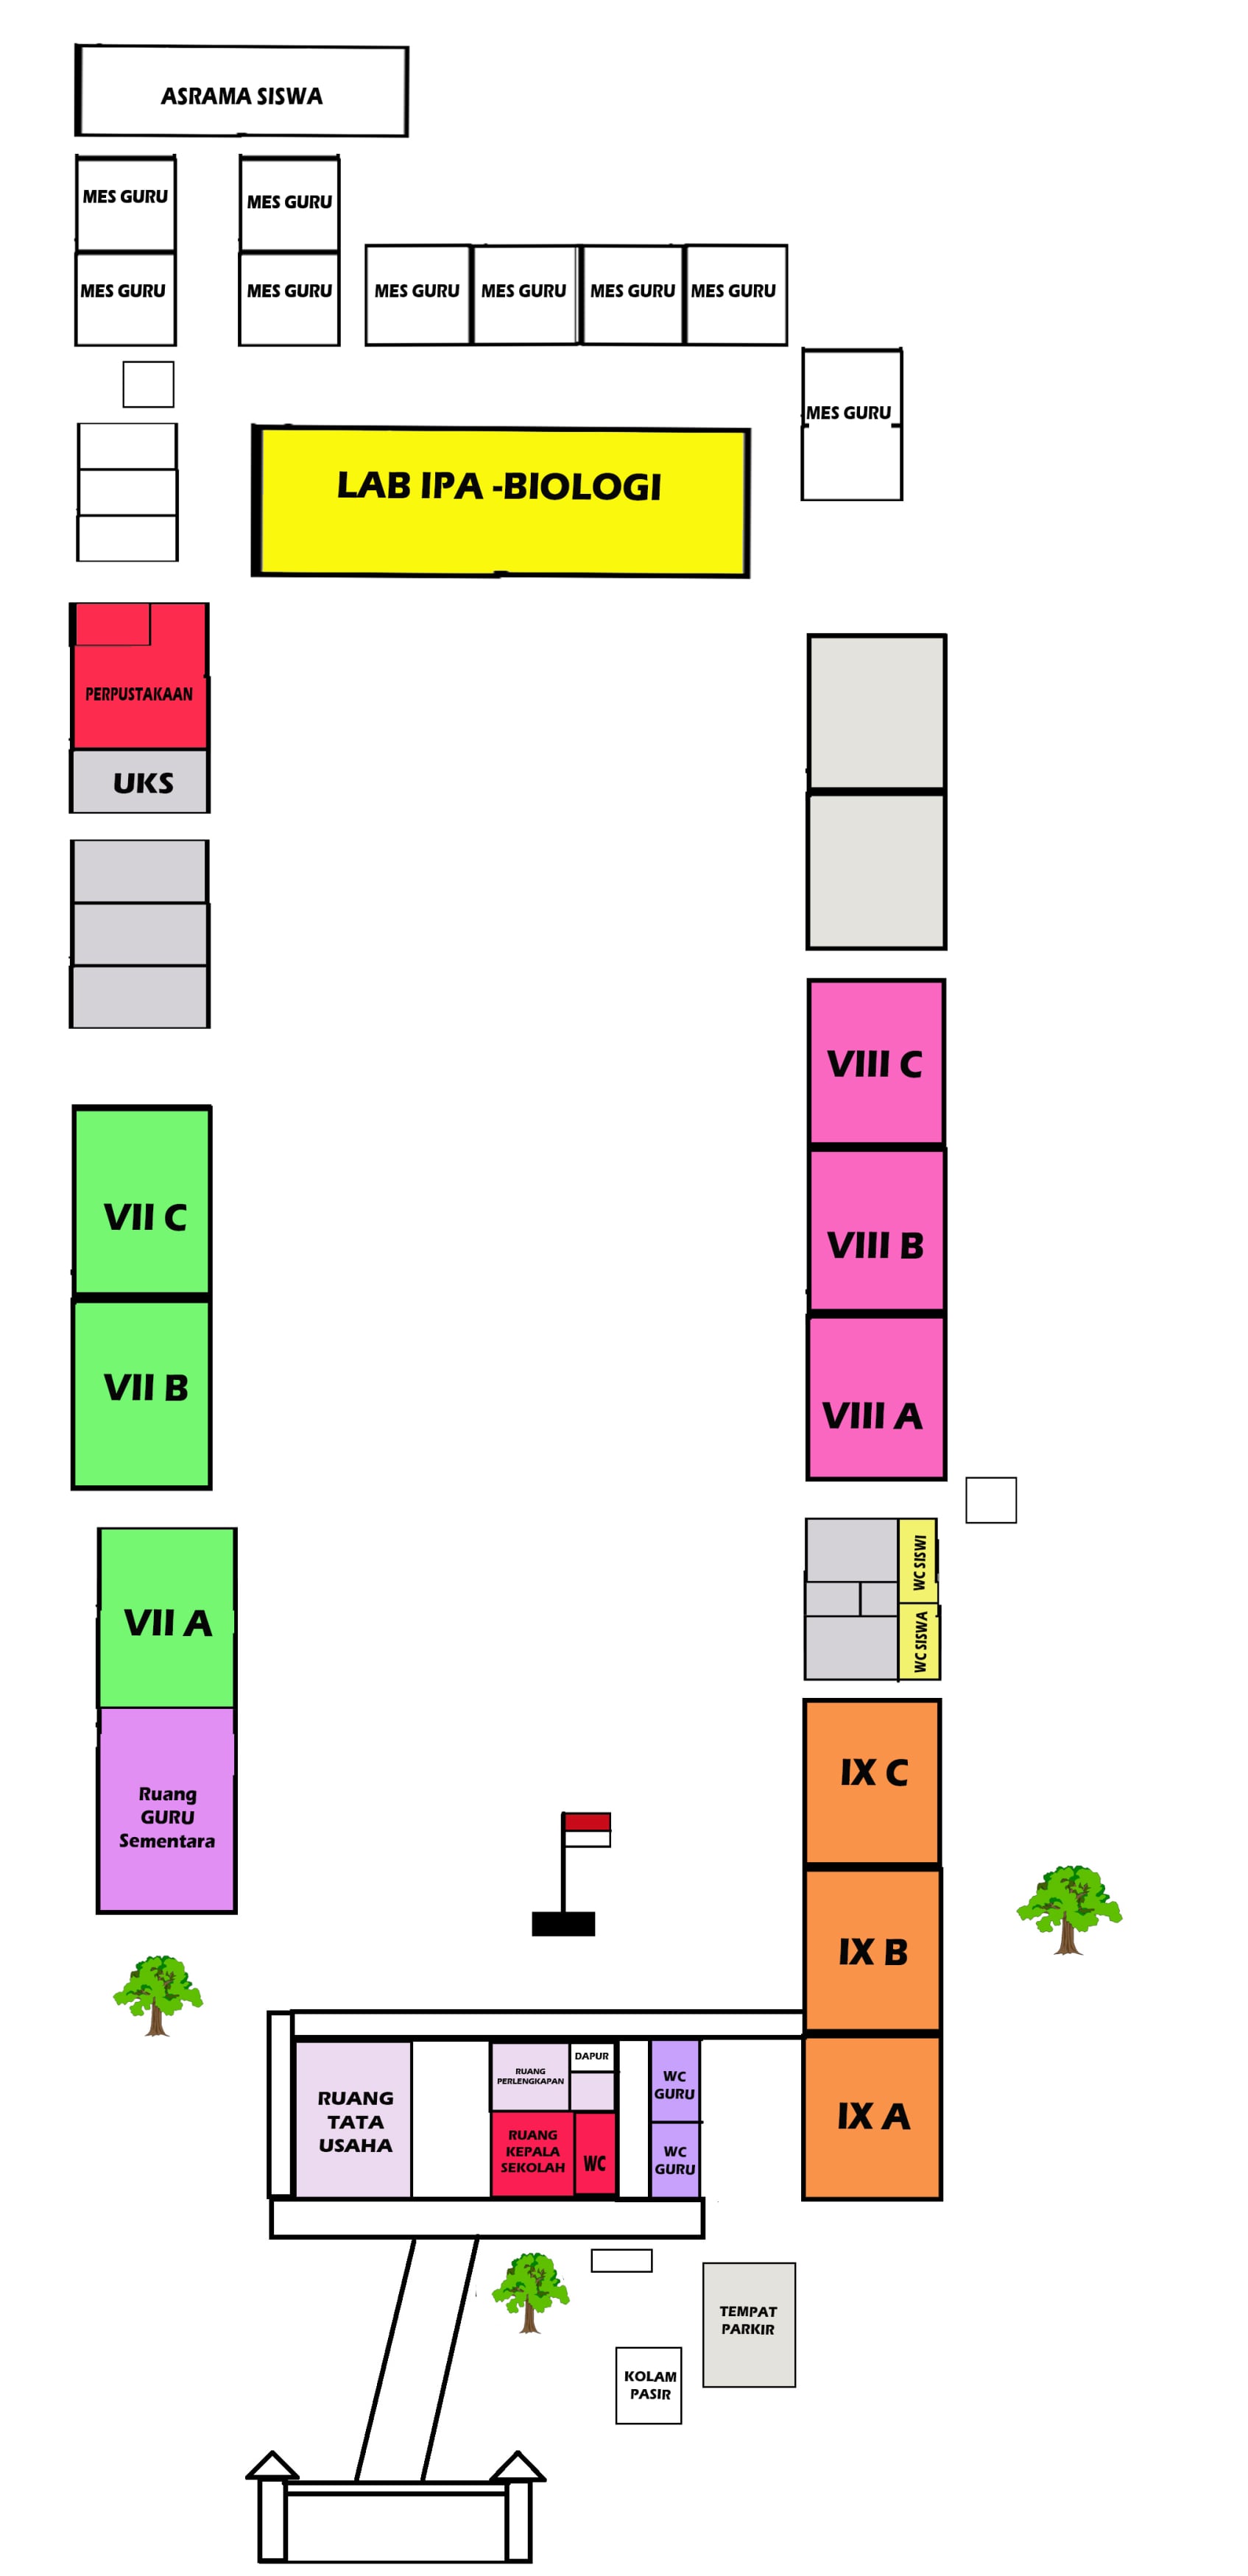 ASRAMA SISWA
MES GURU
MES GURU
MES GURU
MES GURU
MES GURU
MES GURU
MES GURU
MES GURU
MES GURU
LAB IPA -BIOLOGI
PERPUSTAKAAN
UKS
VIII C
VII C
VIII B
VII B
VIII A
WC SISWI
VII A
WC SISWA
IX C
Ruang
GURU
Sementara
IX B
RUANG
TATA
USAHA
RUANG
PERLENGKAPAN
DAPUR
RUANG
KEPALA
SEKOLAH
WC
WC
GURU
WC
GURU
IX A
TEMPAT
PARKIR
KOLAM
PASIR